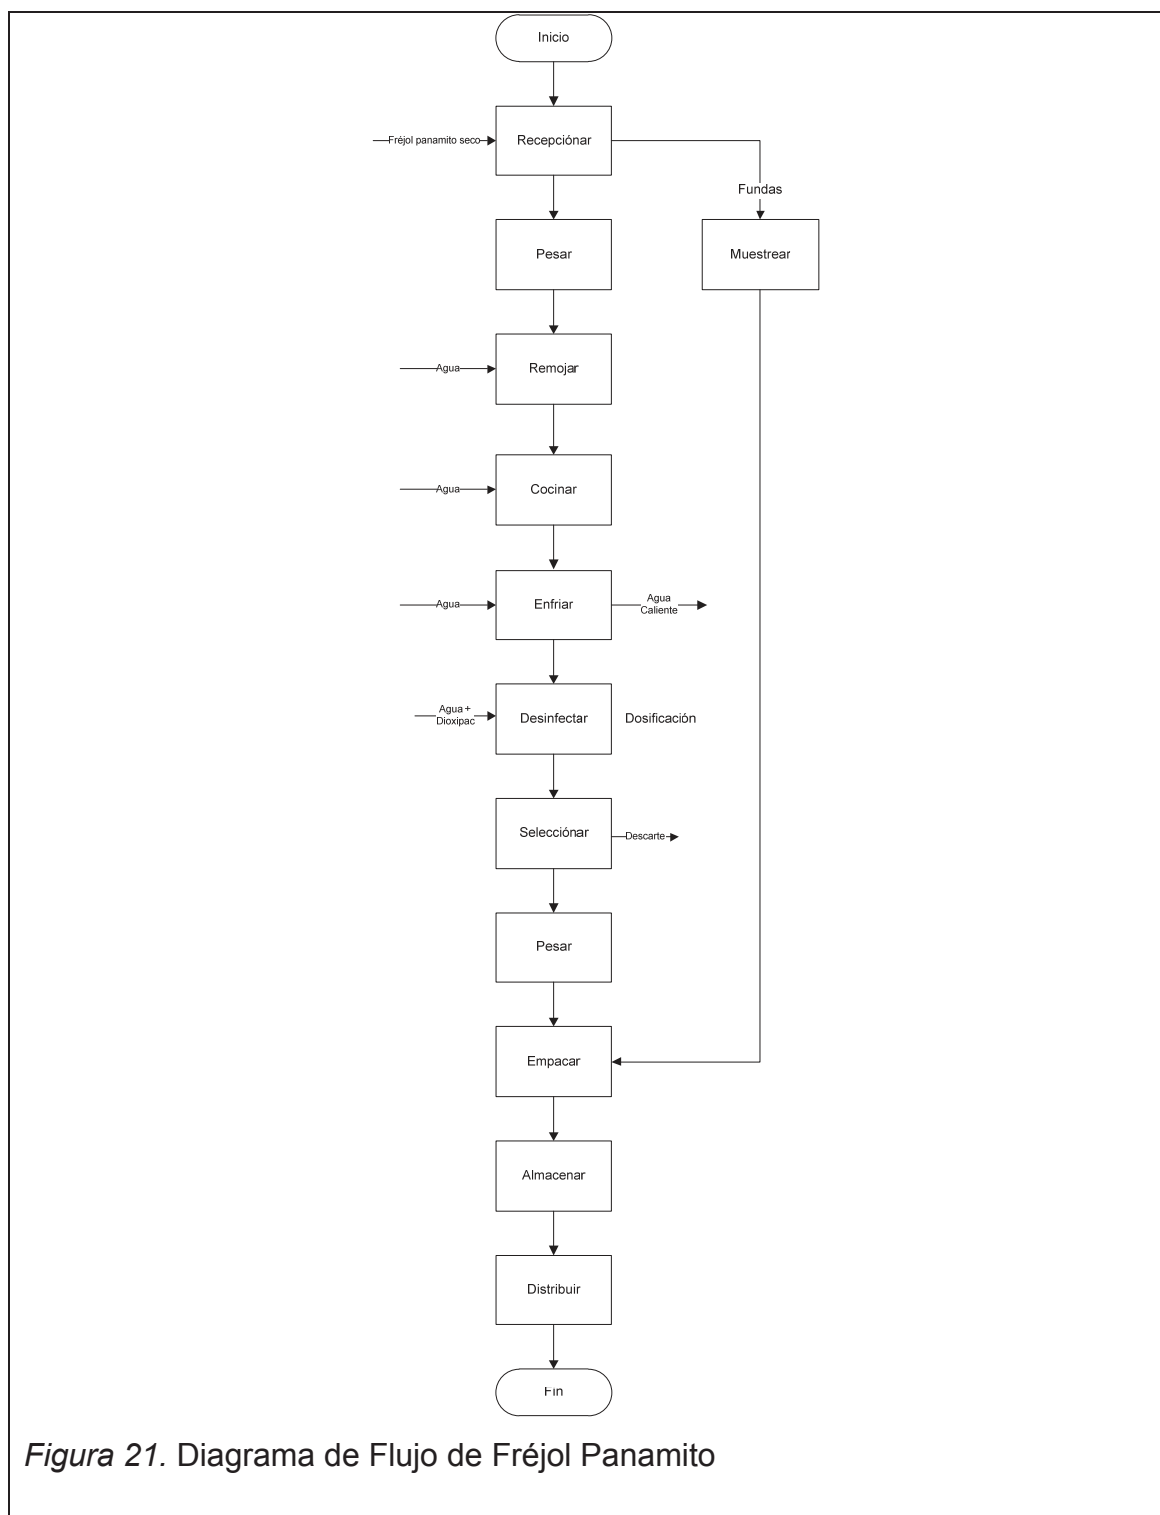 Inicio
Fréjol panamito seco
Recepciónar
Fundas
Pesar
Muestrear
Agua
Remojar
Agua
Cocinar
Agua
Enfriar
Agua
Caliente
Agua +
Dioxipac
Desinfectar
Dosificación
Selecciónar
Descarte
Pesar
Empacar
Almacenar
Distribuir
Fin
Figura 21. Diagrama de Flujo de Fréjol Panamito